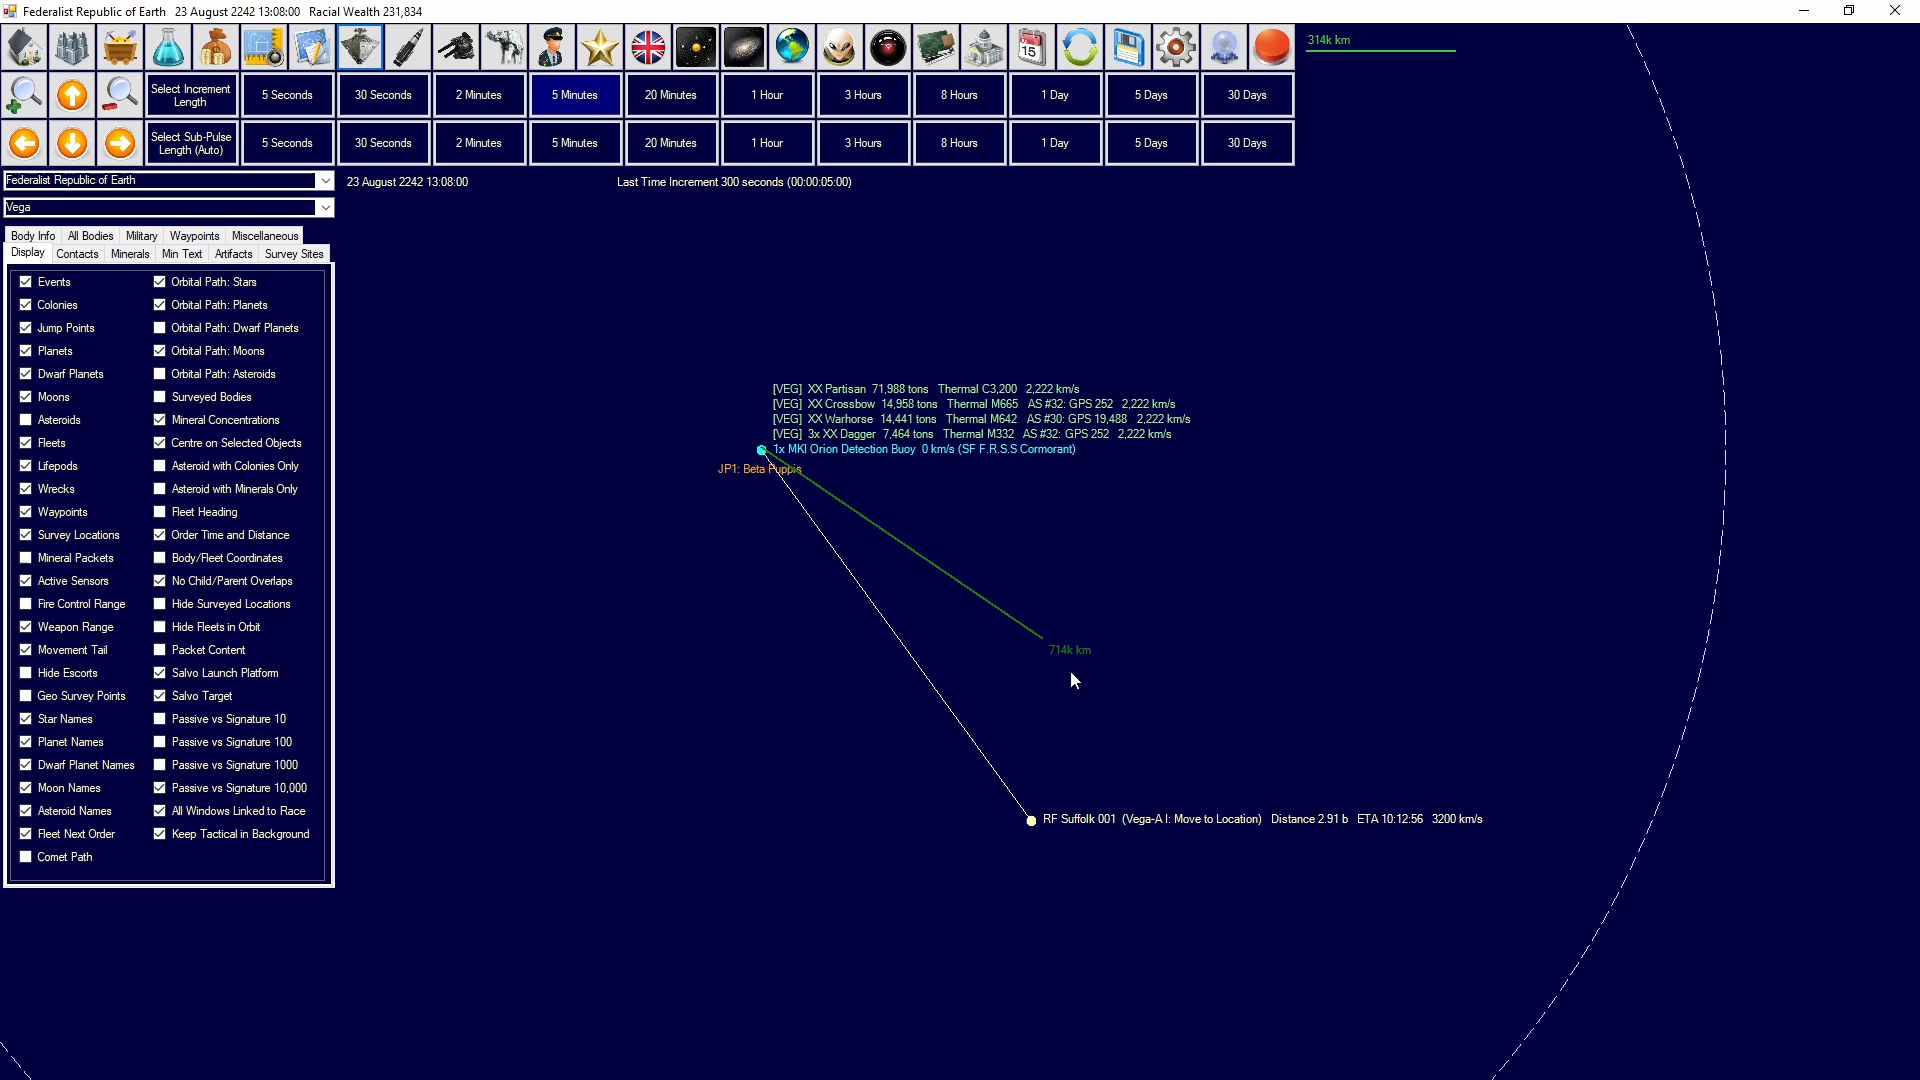 Federalist Republic of Earth   23 August 2242 13:08:00   Racial Wealth 231,834
314k km
15
Select Increment Length
5 Seconds
30 Seconds
2 Minutes
5 Minutes
20 Minutes
1 Hour
3 Hours
8 Hours
1 Day
5 Days
30 Days
Select Sub-Pulse Length (Auto)
5 Seconds
30 Seconds
2 Minutes
5 Minutes
20 Minutes
1 Hour
3 Hours
8 Hours
1 Day
5 Days
30 Days
Federalist Republic of Earth
23 August 2242 13:08:00
Last Time Increment 300 seconds (00:00:05:00)
Vega
Body Info   All Bodies   Military   Waypoints   Miscellaneous
Display   Contacts   Minerals   Min Text   Artifacts   Survey Sites
Events   Orbital Path: Stars
Colonies   Orbital Path: Planets
Jump Points   Orbital Path: Dwarf Planets
Planets   Orbital Path: Moons
Dwarf Planets   Orbital Path: Asteroids
Moons   Surveyed Bodies
Asteroids   Mineral Concentrations
Fleets   Centre on Selected Objects
Lifepods   Asteroid with Colonies Only
Wrecks   Asteroid with Minerals Only
Waypoints   Fleet Heading
Survey Locations   Order Time and Distance
Mineral Packets   Body/Fleet Coordinates
Active Sensors   No Child/Parent Overlaps
Fire Control Range   Hide Surveyed Locations
Weapon Range   Hide Fleets in Orbit
Movement Tail   Packet Content
Hide Escorts   Salvo Launch Platform
Geo Survey Points   Salvo Target
Star Names   Passive vs Signature 10
Planet Names   Passive vs Signature 100
Dwarf Planet Names   Passive vs Signature 1000
Moon Names   Passive vs Signature 10,000
Asteroid Names   All Windows Linked to Race
Fleet Next Order   Keep Tactical in Background
Comet Path
[VEG]  XX Partisan  71,988 tons   Thermal C3,200   2,222 km/s
[VEG]  XX Crossbow  14,958 tons   Thermal M665   AS #32: GPS 252   2,222 km/s
[VEG]  XX Warhorse  14,441 tons   Thermal M642   AS #30: GPS 19,488   2,222 km/s
[VEG]  3x XX Dagger  7,464 tons   Thermal M332   AS #32: GPS 252   2,222 km/s
1x MKI Orion Detection Buoy  0 km/s (SF F.R.S.S Cormorant)
JP1: Beta Puppis
714k km
RF Suffolk 001  (Vega-A I: Move to Location)   Distance 2.91 b   ETA 10:12:56   3200 km/s